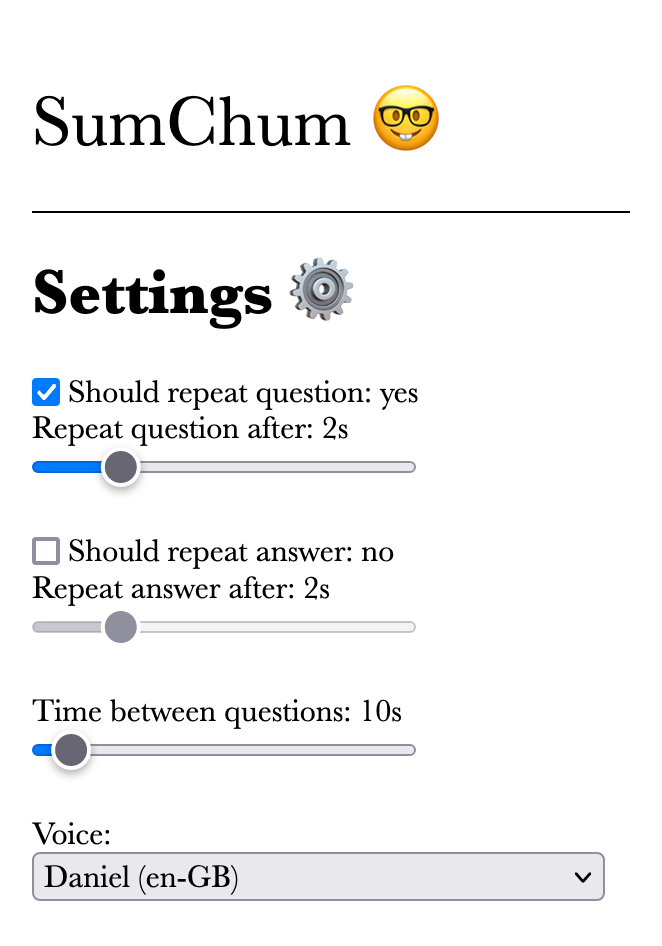 SumChum 🤓
Settings ⚙️
Should repeat question: yes
Repeat question after: 2s
Should repeat answer: no
Repeat answer after: 2s
Time between questions: 10s
Voice:
Daniel (en-GB)